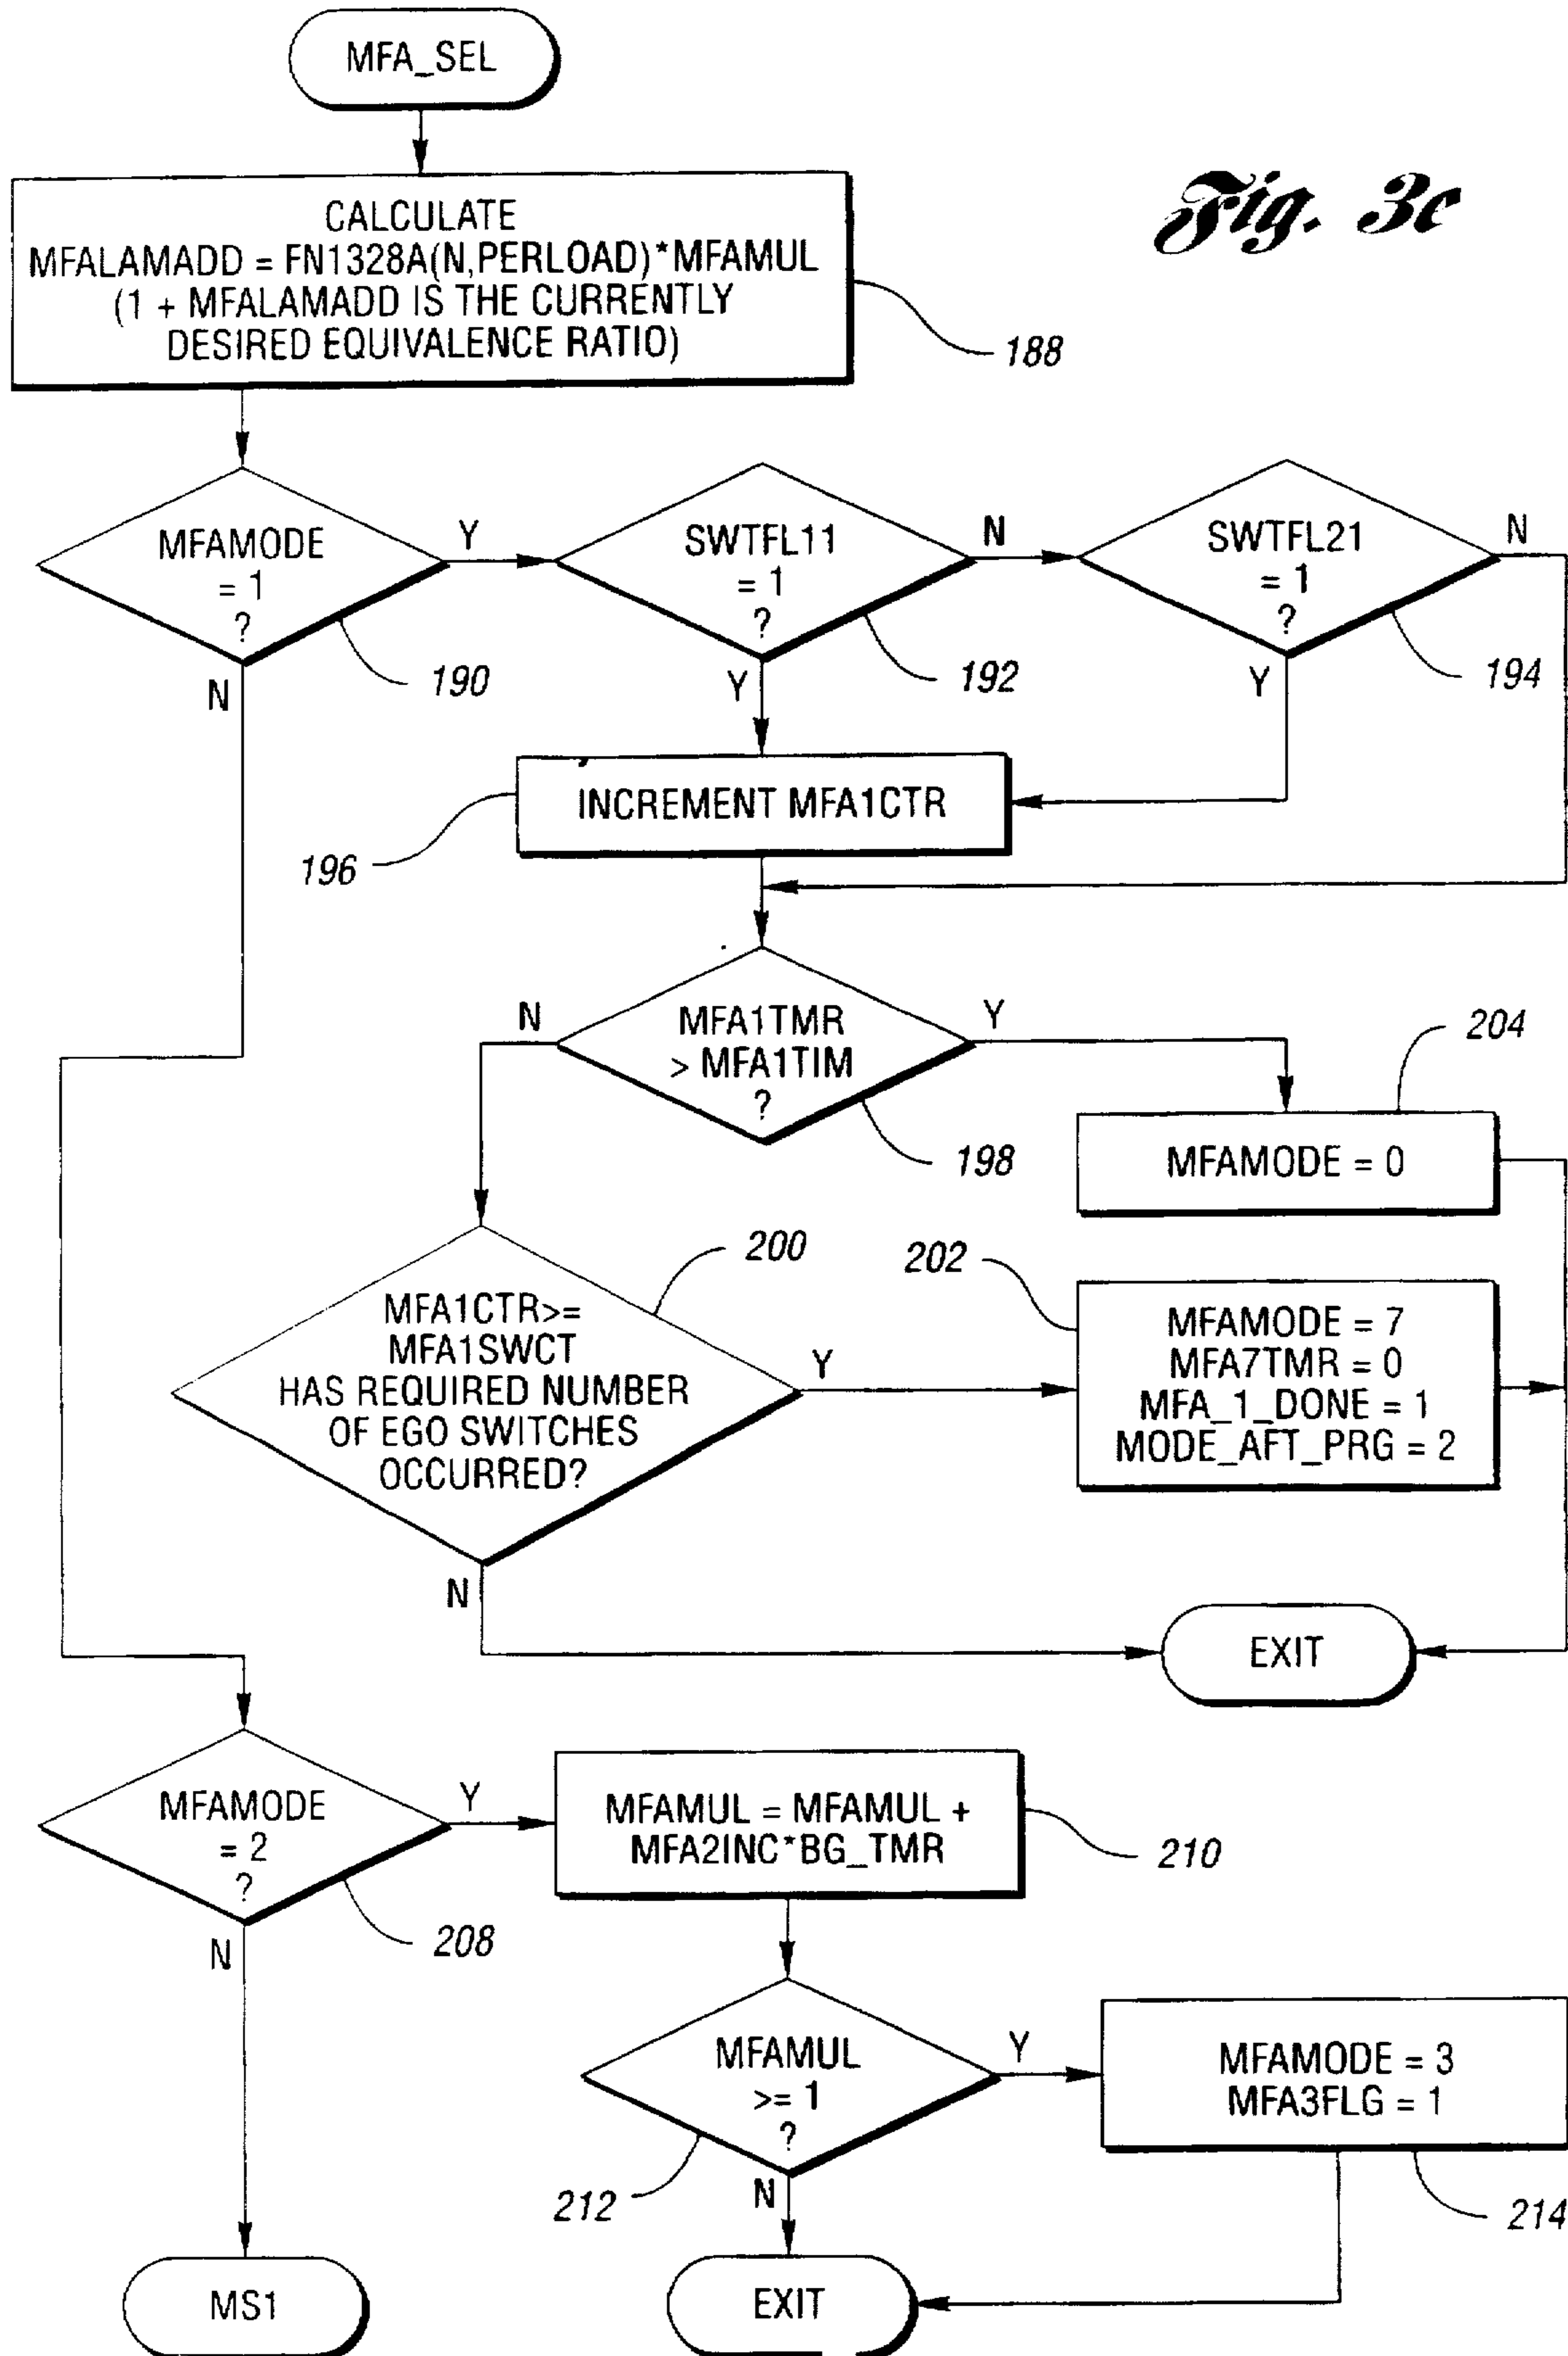 MFA_SEL
Fig. 3c
CALCULATE
MFALAMADD = FN1328A(N,PERLOAD)*MFAMUL
(1 + MFALAMADD IS THE CURRENTLY
DESIRED EQUIVALENCE RATIO)
188
MFAMODE
= 1
?
Y
N
190
SWTFL11
= 1
?
N
Y
192
SWTFL21
= 1
?
N
Y
194
INCREMENT MFA1CTR
196
MFA1TMR
> MFA1TIM
?
N
Y
198
204
MFAMODE = 0
200
MFA1CTR>=
MFA1SWCT
HAS REQUIRED NUMBER
OF EGO SWITCHES
OCCURRED?
Y
N
202
MFAMODE = 7
MFA7TMR = 0
MFA_1_DONE = 1
MODE_AFT_PRG = 2
EXIT
MFAMODE
= 2
?
Y
N
208
MFAMUL = MFAMUL +
MFA2INC*BG_TMR
210
MFAMUL
>= 1
?
Y
N
212
MFAMODE = 3
MFA3FLG = 1
214
MS1
EXIT